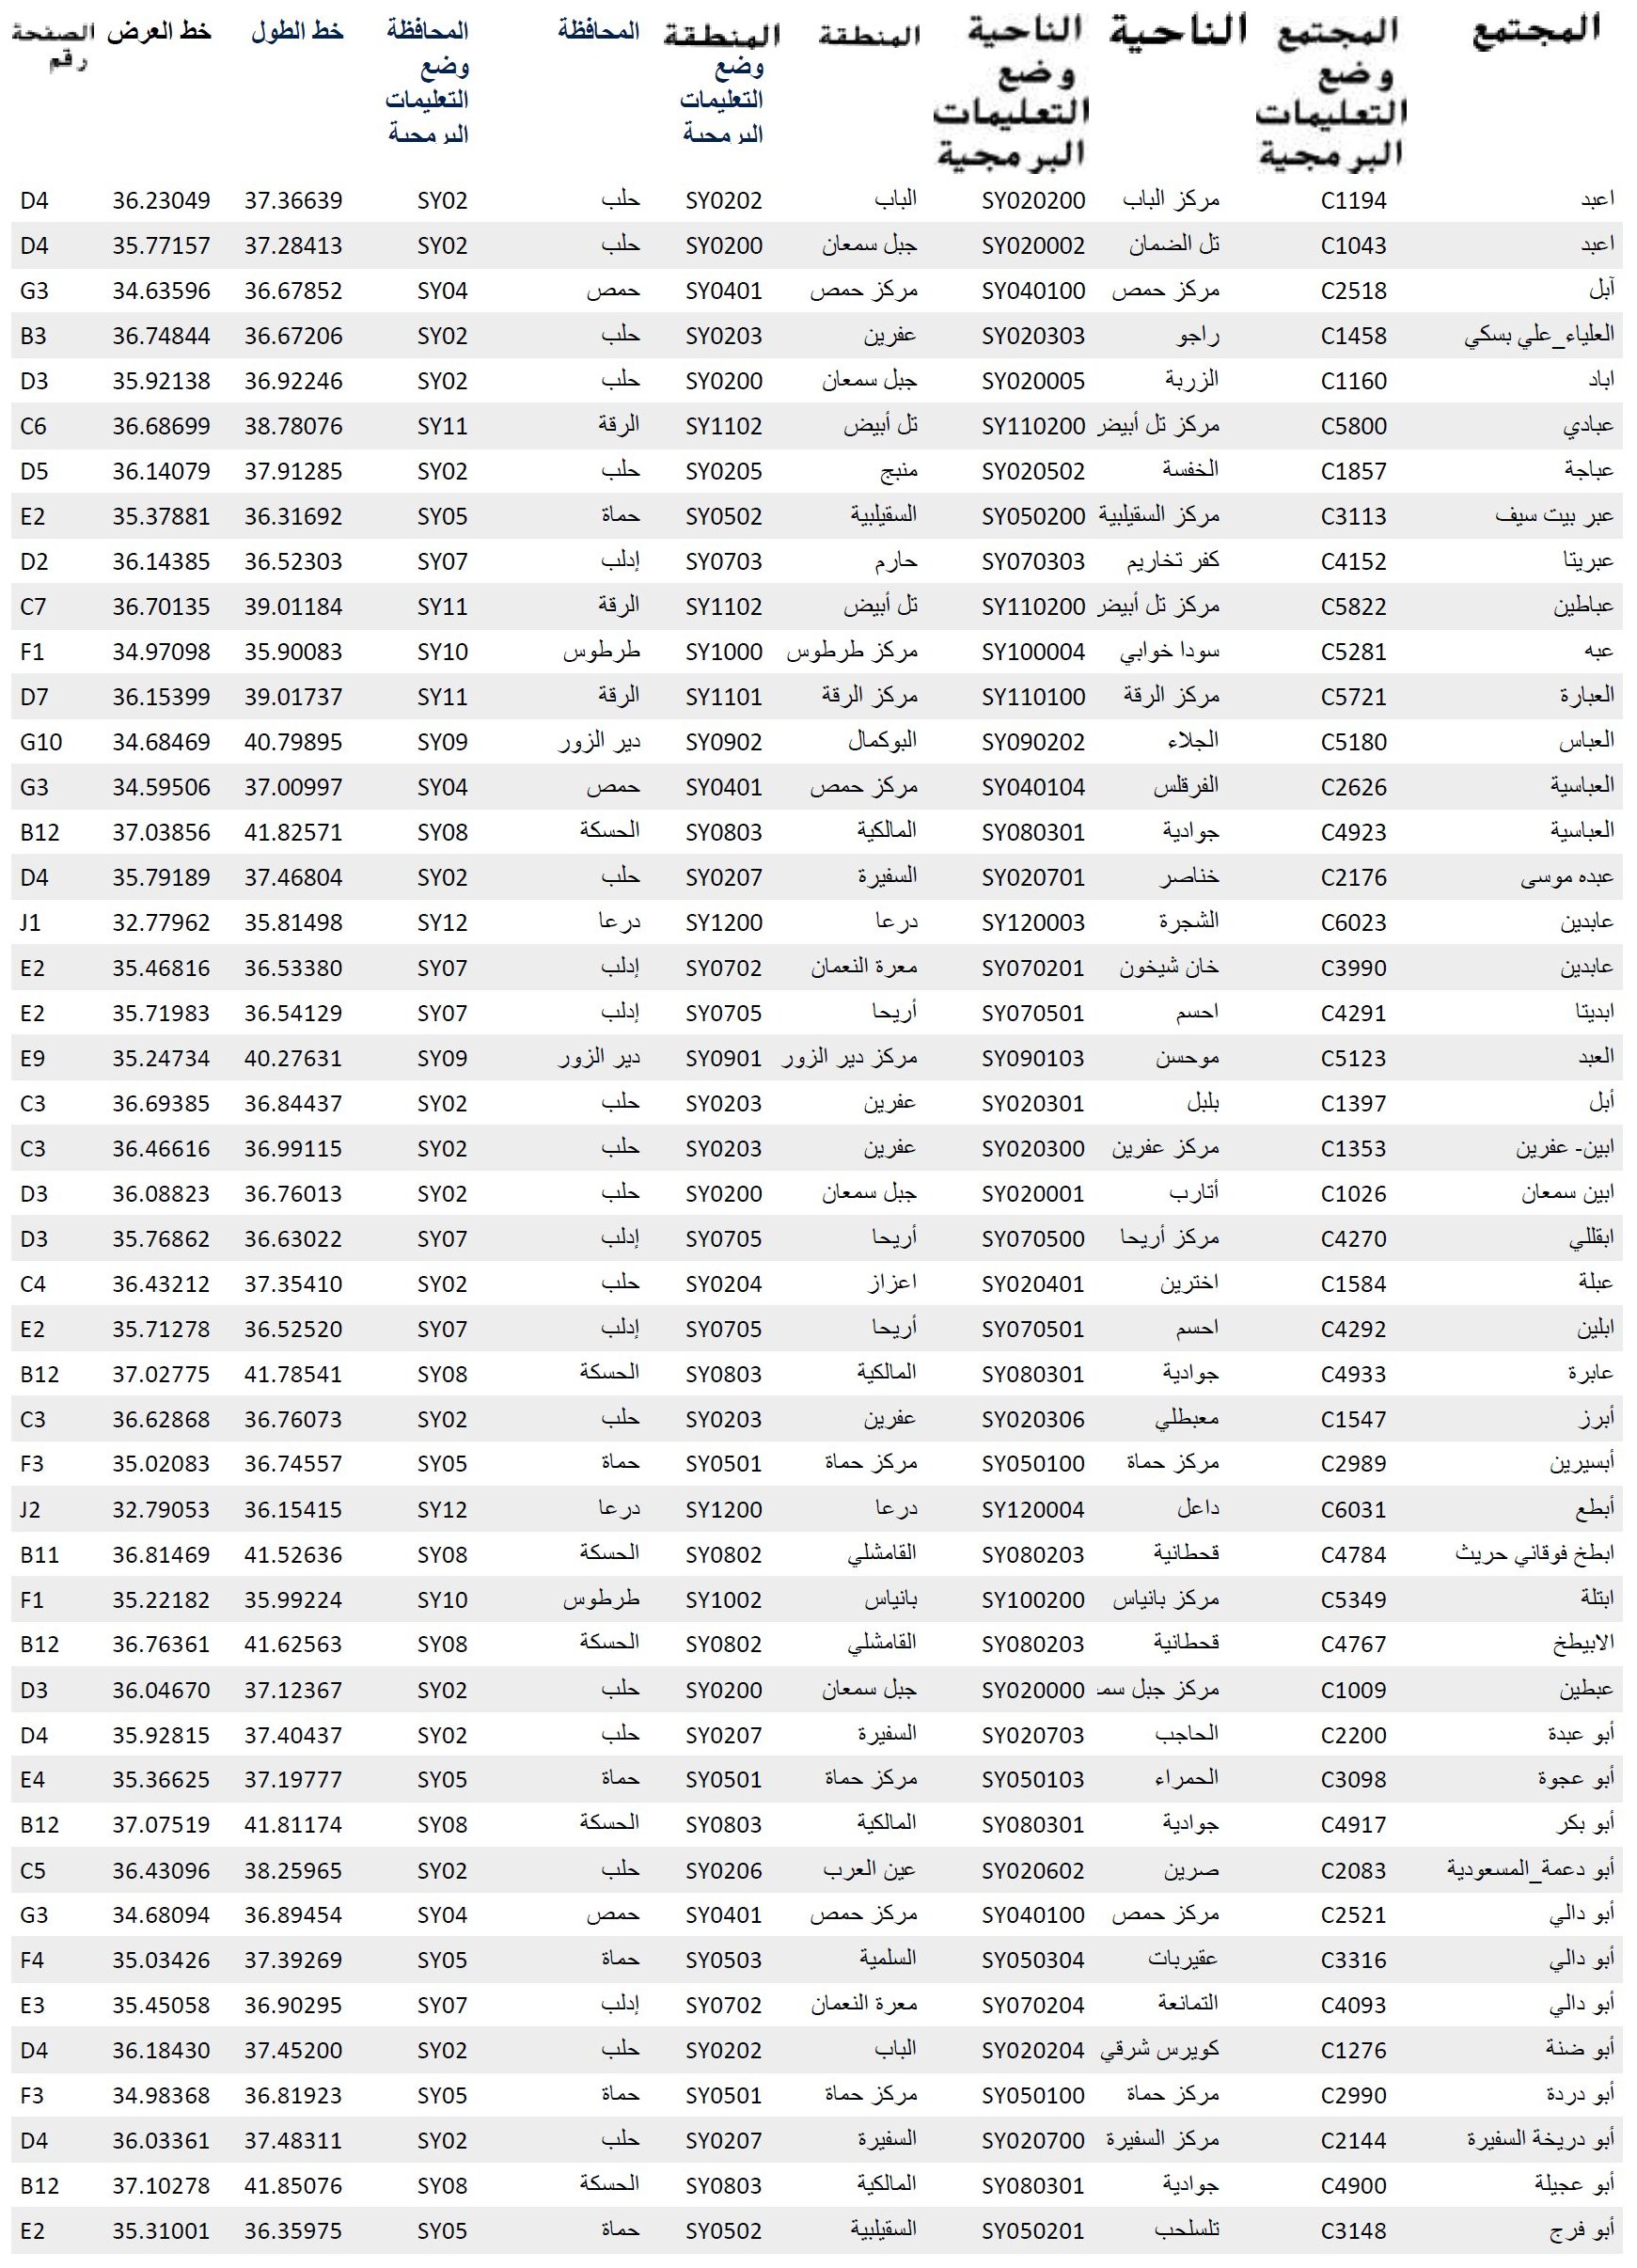 المجتمع المجتمع وضع التعليمات البرمجية الناحية الناحية وضع التعليمات البرمجية المنطقة المنطقة وضع التعليمات البرمجية المحافظة المحافظة وضع التعليمات البرمجية خط الطول خط العرض الصنحة رقم
اعبد C1194 مركز الباب SY020200 الباب SY0202 حلب SY02 37.36639 36.23049 D4
اعبد C1043 تل الضمان SY020002 جبل سمعان SY0200 حلب SY02 37.28413 35.77157 D4
آبل C2518 مركز حمص SY040100 مركز حمص SY0401 حمص SY04 36.67852 34.63596 G3
العلياء_علي بسكي C1458 راجو SY020303 عفرين SY0203 حلب SY02 36.67206 36.74844 B3
اباد C1160 الزربة SY020005 جبل سمعان SY0200 حلب SY02 36.92246 35.92138 D3
عبادي C5800 مركز تل أبيض SY110200 تل أبيض SY1102 الرقة SY11 38.78076 36.68699 C6
عباجة C1857 الخفسة SY020502 منبج SY0205 حلب SY02 37.91285 36.14079 D5
عبر بيت سيف C3113 مركز السقيلبية SY050200 السقيلبية SY0502 حماة SY05 36.31692 35.37881 E2
عبريتا C4152 كفر تخاريم SY070303 حارم SY0703 إدلب SY07 36.52303 36.14385 D2
عباطين C5822 مركز تل أبيض SY110200 تل أبيض SY1102 الرقة SY11 39.01184 36.70135 C7
عبه C5281 سودا خوابي SY100004 مركز طرطوس SY1000 طرطوس SY10 35.90083 34.97098 F1
العبارة C5721 مركز الرقة SY110100 مركز الرقة SY1101 الرقة SY11 39.01737 36.15399 D7
العباس C5180 الجلاء SY090202 البوكمال SY0902 دير الزور SY09 40.79895 34.68469 G10
العباسية C2626 الفرقلس SY040104 مركز حمص SY0401 حمص SY04 37.00997 34.59506 G3
العباسية C4923 جوادية SY080301 المالكية SY0803 الحسكة SY08 41.82571 37.03856 B12
عبده موسى C2176 خناصر SY020701 السفيرة SY0207 حلب SY02 37.46804 35.79189 D4
عابدين C6023 الشجرة SY120003 درعا SY1200 درعا SY12 35.81498 32.77962 J1
عابدين C3990 خان شيخون SY070201 معرة النعمان SY0702 إدلب SY07 36.53380 35.46816 E2
ابديتا C4291 احسم SY070501 أريحا SY0705 إدلب SY07 36.54129 35.71983 E2
العبد C5123 موحسن SY090103 مركز دير الزور SY0901 دير الزور SY09 40.27631 35.24734 E9
أبل C1397 بلبل SY020301 عفرين SY0203 حلب SY02 36.84437 36.69385 C3
ابين- عفرين C1353 مركز عفرين SY020300 عفرين SY0203 حلب SY02 36.99115 36.46616 C3
ابين سمعان C1026 أتارب SY020001 جبل سمعان SY0200 حلب SY02 36.76013 36.08823 D3
ابقللي C4270 مركز أريحا SY070500 أريحا SY0705 إدلب SY07 36.63022 35.76862 D3
عبلة C1584 اخترين SY020401 اعزاز SY0204 حلب SY02 37.35410 36.43212 C4
ابلين C4292 احسم SY070501 أريحا SY0705 إدلب SY07 36.52520 35.71278 E2
عابرة C4933 جوادية SY080301 المالكية SY0803 الحسكة SY08 41.78541 37.02775 B12
أبرز C1547 معبطلي SY020306 عفرين SY0203 حلب SY02 36.76073 36.62868 C3
أبسيرين C2989 مركز حماة SY050100 مركز حماة SY0501 حماة SY05 36.74557 35.02083 F3
أبطع C6031 داعل SY120004 درعا SY1200 درعا SY12 36.15415 32.79053 J2
ابطخ فوقاني حريث C4784 قحطانية SY080203 القامشلي SY0802 الحسكة SY08 41.52636 36.81469 B11
ابتلة C5349 مركز بانياس SY100200 بانياس SY1002 طرطوس SY10 35.99224 35.22182 F1
الابيطخ C4767 قحطانية SY080203 القامشلي SY0802 الحسكة SY08 41.62563 36.76361 B12
عبطين C1009 مركز جبل سمع SY020000 جبل سمعان SY0200 حلب SY02 37.12367 36.04670 D3
أبو عبدة C2200 الحاجب SY020703 السفيرة SY0207 حلب SY02 37.40437 35.92815 D4
أبو عجوة C3098 الحمراء SY050103 مركز حماة SY0501 حماة SY05 37.19777 35.36625 E4
أبو بكر C4917 جوادية SY080301 المالكية SY0803 الحسكة SY08 41.81174 37.07519 B12
أبو دعمة_المسعودية C2083 صرين SY020602 عين العرب SY0206 حلب SY02 38.25965 36.43096 C5
أبو دالي C2521 مركز حمص SY040100 مركز حمص SY0401 حمص SY04 36.89454 34.68094 G3
أبو دالي C3316 عقيربات SY050304 السلمية SY0503 حماة SY05 37.39269 35.03426 F4
أبو دالي C4093 التمانعة SY070204 معرة النعمان SY0702 إدلب SY07 36.90295 35.45058 E3
أبو ضنة C1276 كويرس شرقي SY020204 الباب SY0202 حلب SY02 37.45200 36.18430 D4
أبو دردة C2990 مركز حماة SY050100 مركز حماة SY0501 حماة SY05 36.81923 34.98368 F3
أبو دريخة السفيرة C2144 مركز السفيرة SY020700 السفيرة SY0207 حلب SY02 37.48311 36.03361 D4
أبو عجيلة C4900 جوادية SY080301 المالكية SY0803 الحسكة SY08 41.85076 37.10278 B12
أبو فرج C3148 تلسلحب SY050201 السقيلبية SY0502 حماة SY05 36.35975 35.31001 E2